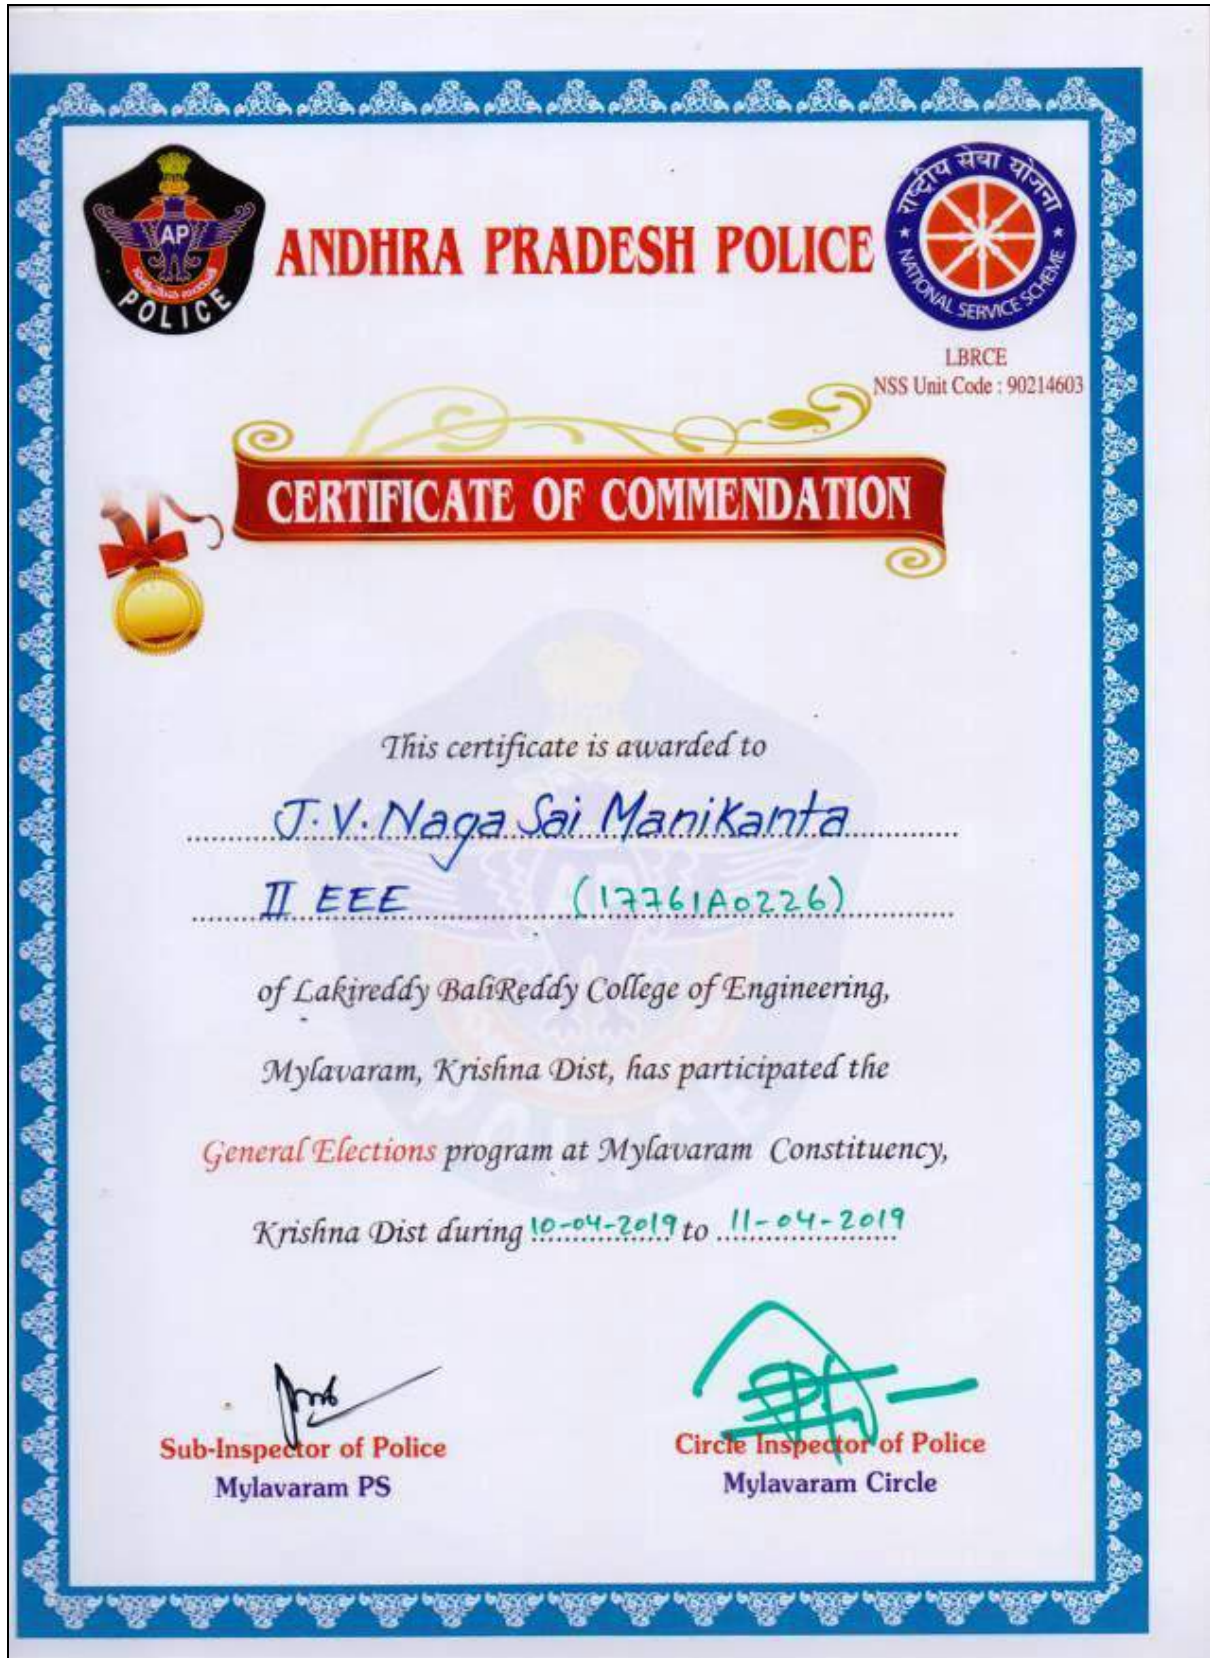 AP
POLICE
ANDHRA PRADESH POLICE
राष्ट्रीय सेवा योजना
NATIONAL SERVICE SCHEME
LBRCE
NSS Unit Code : 90214603
CERTIFICATE OF COMMENDATION
This certificate is awarded to
J.V. Naga Sai Manikanta
II EEE (17761A0226)
of Lakireddy BaliReddy College of Engineering,
Mylavaram, Krishna Dist, has participated the
General Elections program at Mylavaram Constituency,
Krishna Dist during 10-04-2019 to 11-04-2019
Sub-Inspector of Police
Mylavaram PS
Circle Inspector of Police
Mylavaram Circle